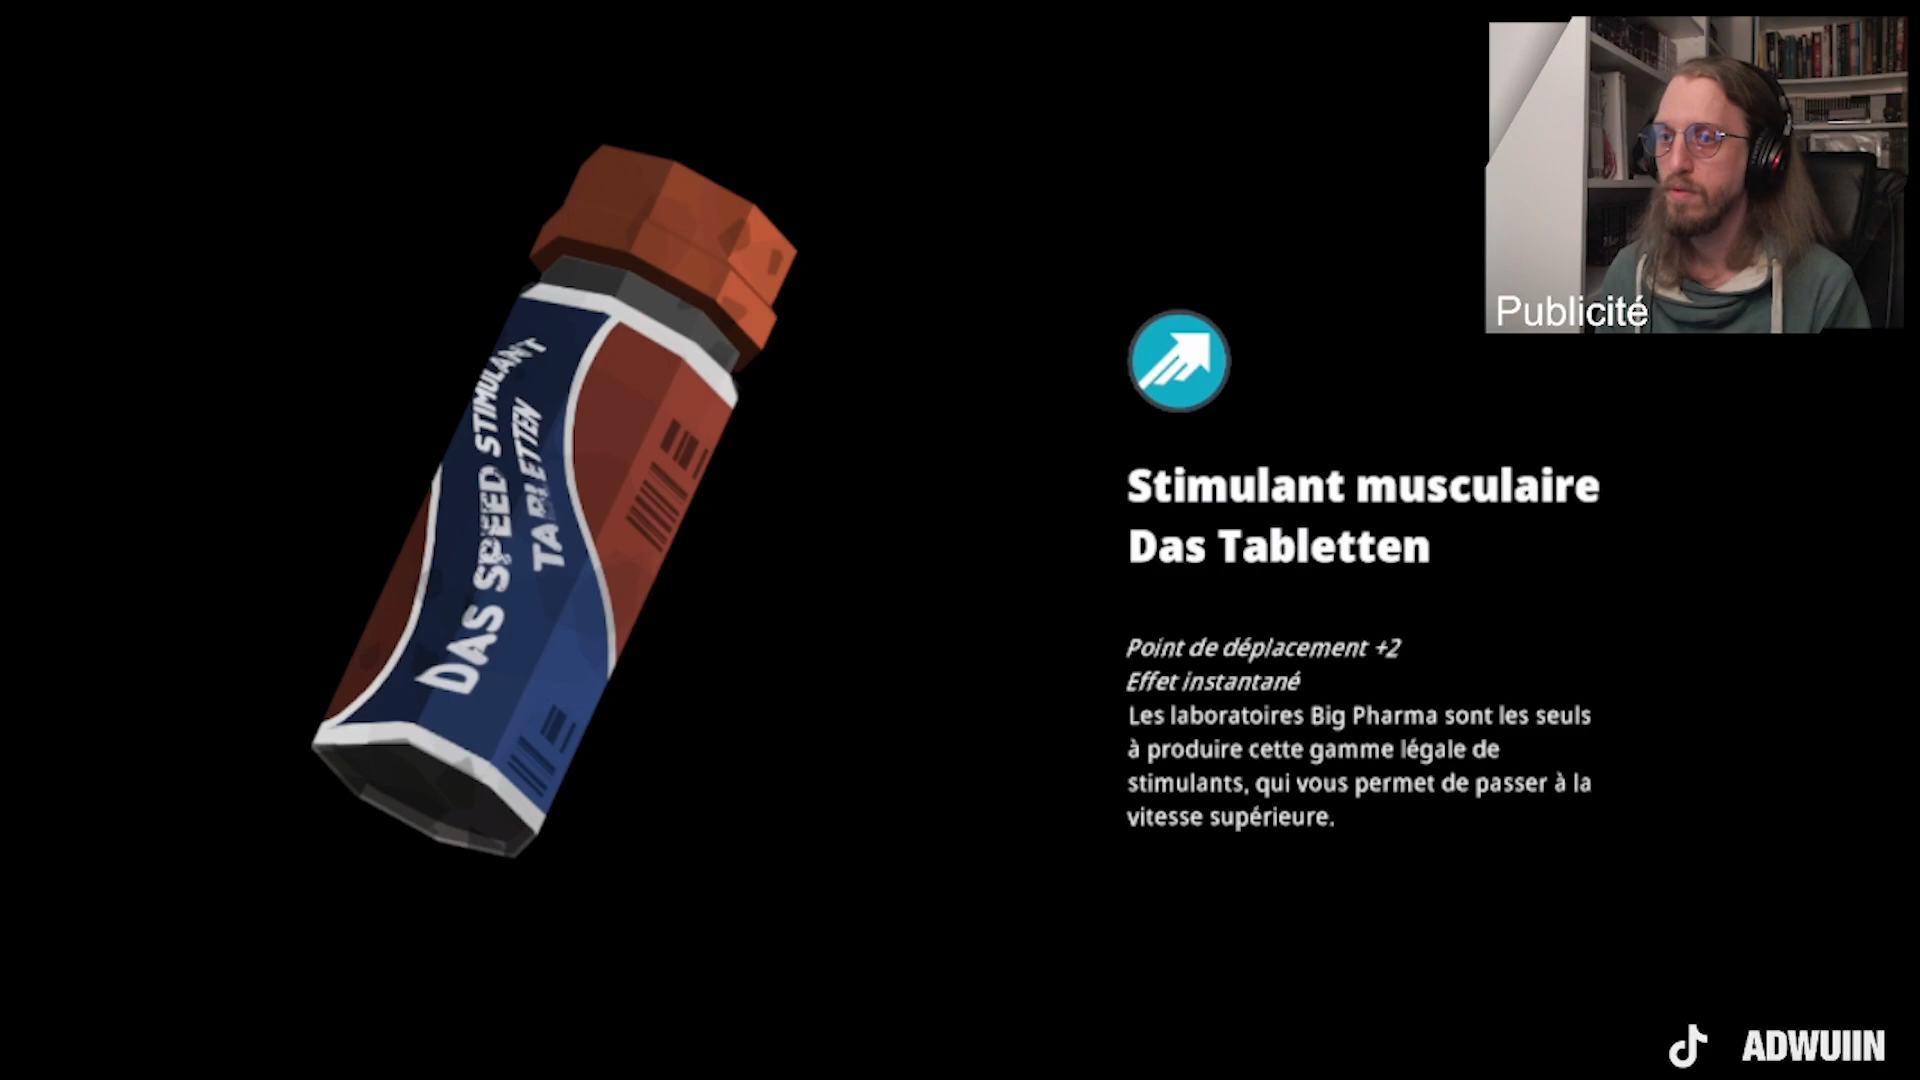 DAS SPEED STIMULANT
TABLETTEN
Publicité
Stimulant musculaire
Das Tabletten
Point de déplacement +2
Effet instantané
Les laboratoires Big Pharma sont les seuls
à produire cette gamme légale de
stimulants, qui vous permet de passer à la
vitesse supérieure.
ADWUIIN